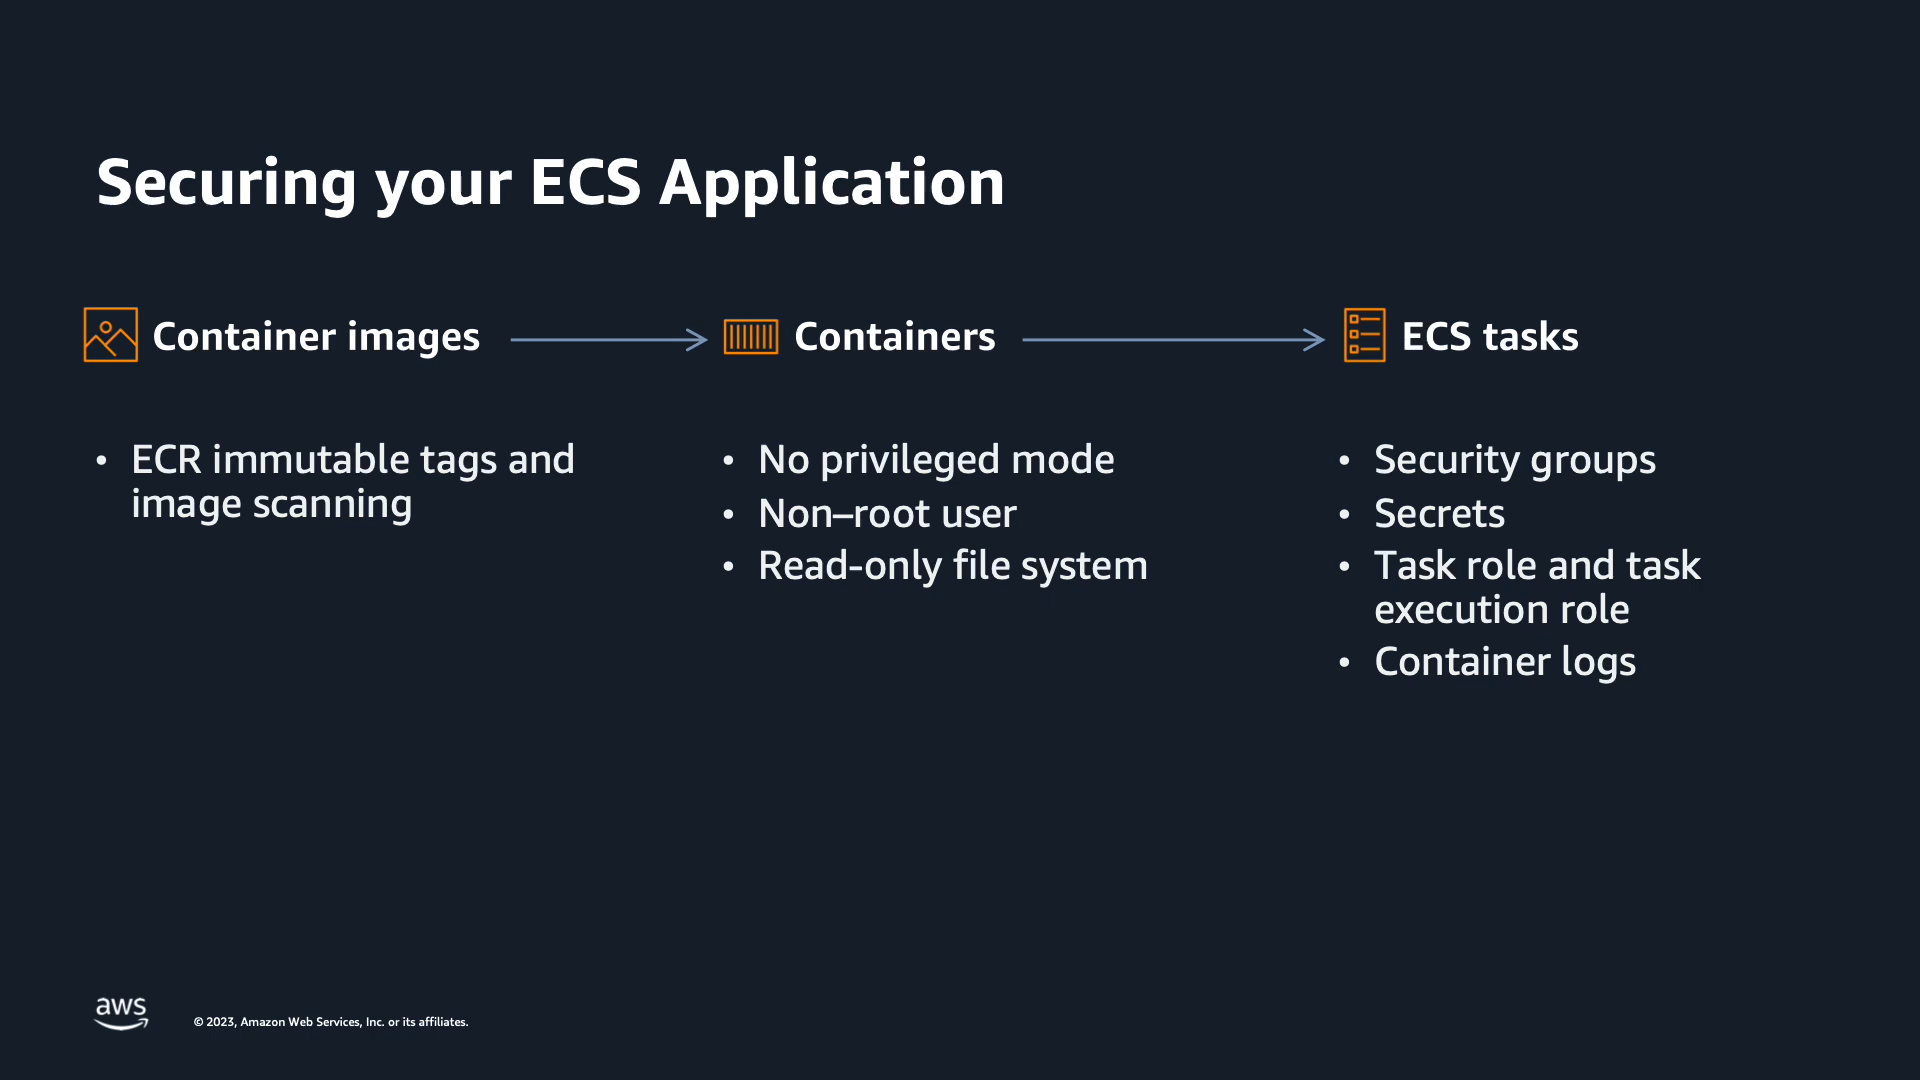 Securing your ECS Application
Container images
Containers
ECS tasks
• ECR immutable tags and
image scanning
• No privileged mode
• Non–root user
• Read-only file system
• Security groups
• Secrets
• Task role and task
execution role
• Container logs
aws
© 2023, Amazon Web Services, Inc. or its affiliates.